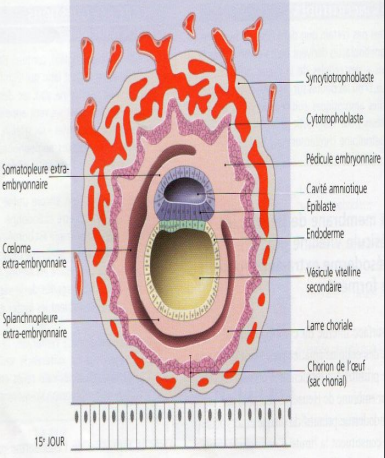 Syncytiotrophoblaste
Cytotrophoblaste
Pédicule embryonnaire
Cavité amniotique
Épiblaste
Endoderme
Vésicule vitelline
secondaire
Larre choriale
Chorion de l'œuf
(sac chorial)
Somatopleure extra-
embryonnaire
Cœlome
extra-embryonnaire
Splanchnopleure
extra-embryonnaire
15ᵉ JOUR